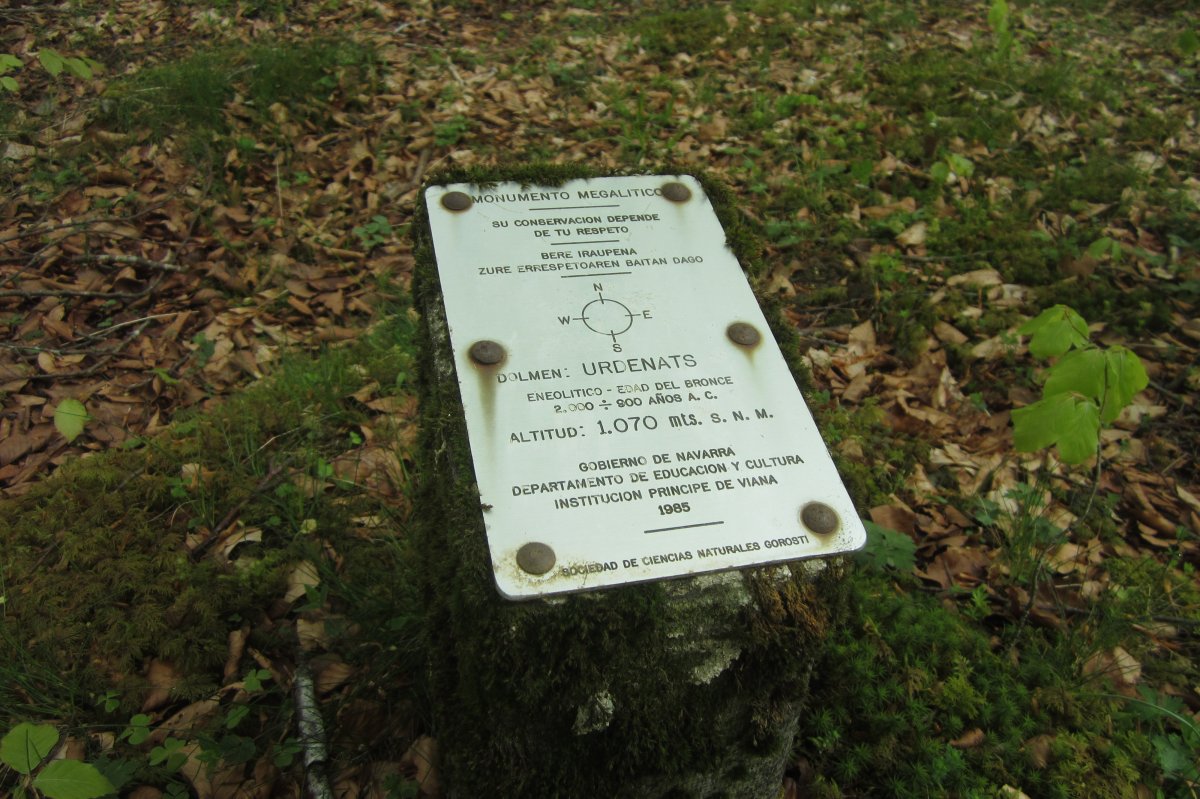 MONUMENTO MEGALITICO
SU CONSERVACION DEPENDE
DE TU RESPETO
BERE IRAUPENA
ZURE ERRESPETOAREN BAITAN DAGO
N
W E
S
DOLMEN: URDENATS
ENEOLITICO - EDAD DEL BRONCE
2.000 ÷ 900 AÑOS A. C.
ALTITUD: 1.070 mts. S. N. M.
GOBIERNO DE NAVARRA
DEPARTAMENTO DE EDUCACION Y CULTURA
INSTITUCION PRINCIPE DE VIANA
1985
SOCIEDAD DE CIENCIAS NATURALES GOROSTI